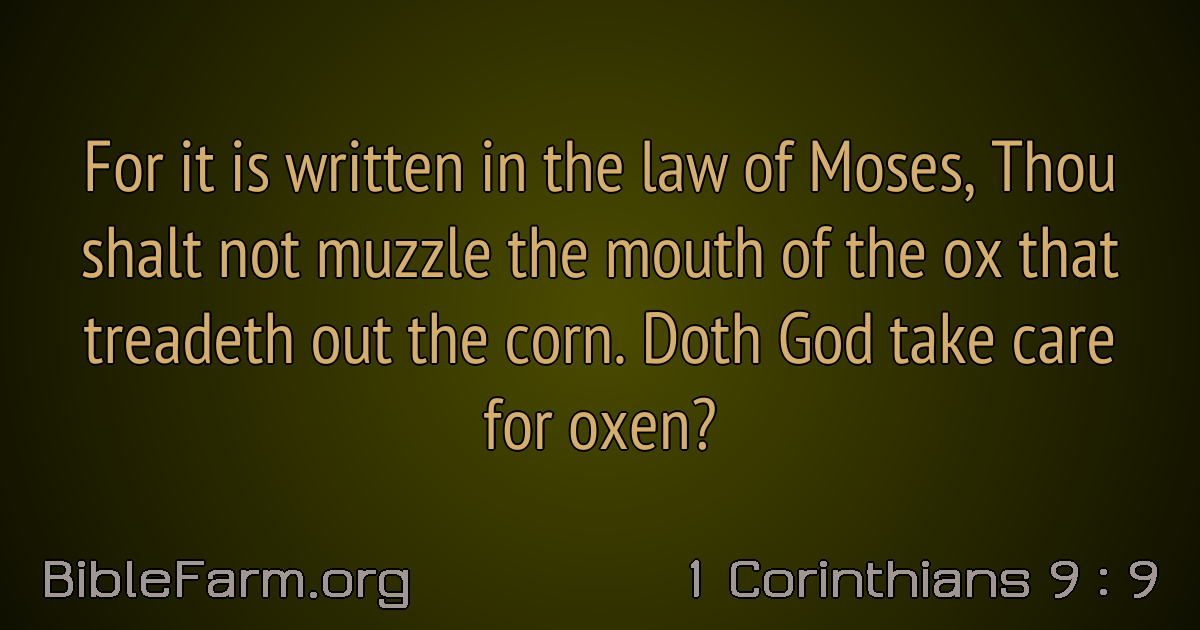 For it is written in the law of Moses, Thou
shalt not muzzle the mouth of the ox that
treadeth out the corn. Doth God take care
for oxen?
BibleFarm.org
1 Corinthians 9 : 9